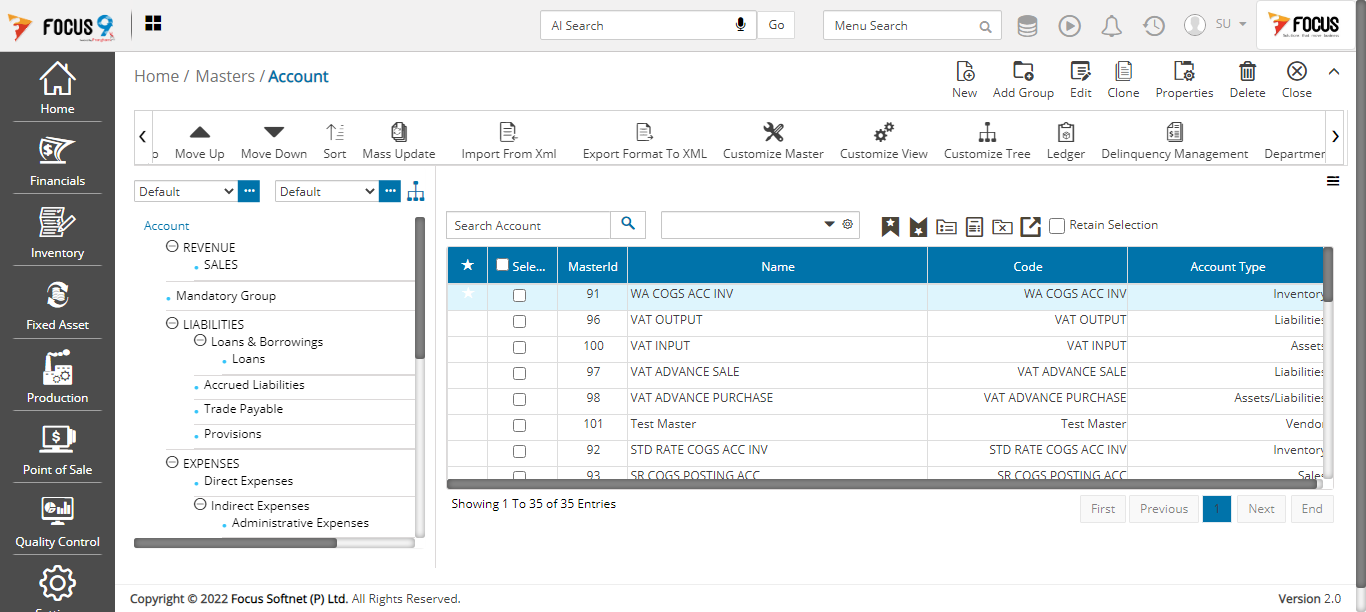 FOCUS 9
AI Search
Go
Menu Search
SU
FOCUS
Home / Masters / Account
New
Add Group
Edit
Clone
Properties
Delete
Close
Move Up
Move Down
Sort
Mass Update
Import From Xml
Export Format To XML
Customize Master
Customize View
Customize Tree
Ledger
Delinquency Management
Departmen
Home
Financials
Inventory
Fixed Asset
Production
Point of Sale
Quality Control
Default
Default
Account
REVENUE
SALES
Mandatory Group
LIABILITIES
Loans & Borrowings
Loans
Accrued Liabilities
Trade Payable
Provisions
EXPENSES
Direct Expenses
Indirect Expenses
Administrative Expenses
Search Account
Retain Selection
Sele... MasterId Name Code Account Type
91 WA COGS ACC INV WA COGS ACC INV Inventory
96 VAT OUTPUT VAT OUTPUT Liabilities
100 VAT INPUT VAT INPUT Assets
97 VAT ADVANCE SALE VAT ADVANCE SALE Liabilities
98 VAT ADVANCE PURCHASE VAT ADVANCE PURCHASE Assets/Liabilities
101 Test Master Test Master Vendor
92 STD RATE COGS ACC INV STD RATE COGS ACC INV Inventory
93 SR COGS POSTING ACC SR COGS POSTING ACC Sales
Showing 1 To 35 of 35 Entries
First Previous 1 Next End
Copyright © 2022 Focus Softnet (P) Ltd. All Rights Reserved.
Version 2.0